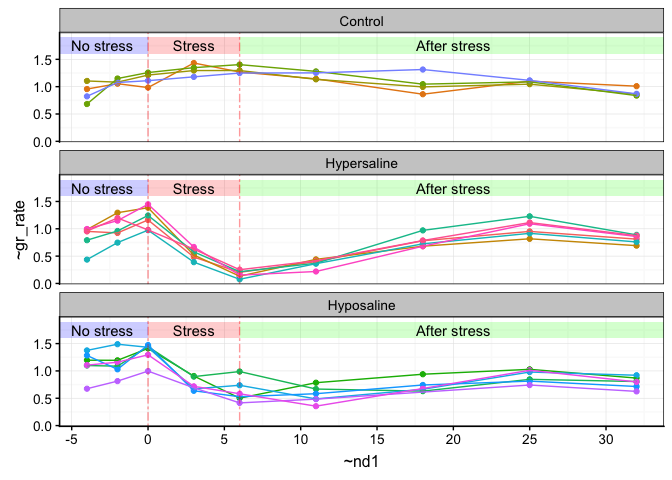 Control
No stress Stress After stress
1.5
1.0
0.5
0.0
Hypersaline
No stress Stress After stress
1.5
1.0
0.5
0.0
~gr_rate
Hyposaline
No stress Stress After stress
1.5
1.0
0.5
0.0
-5 0 5 10 15 20 25 30
~nd1